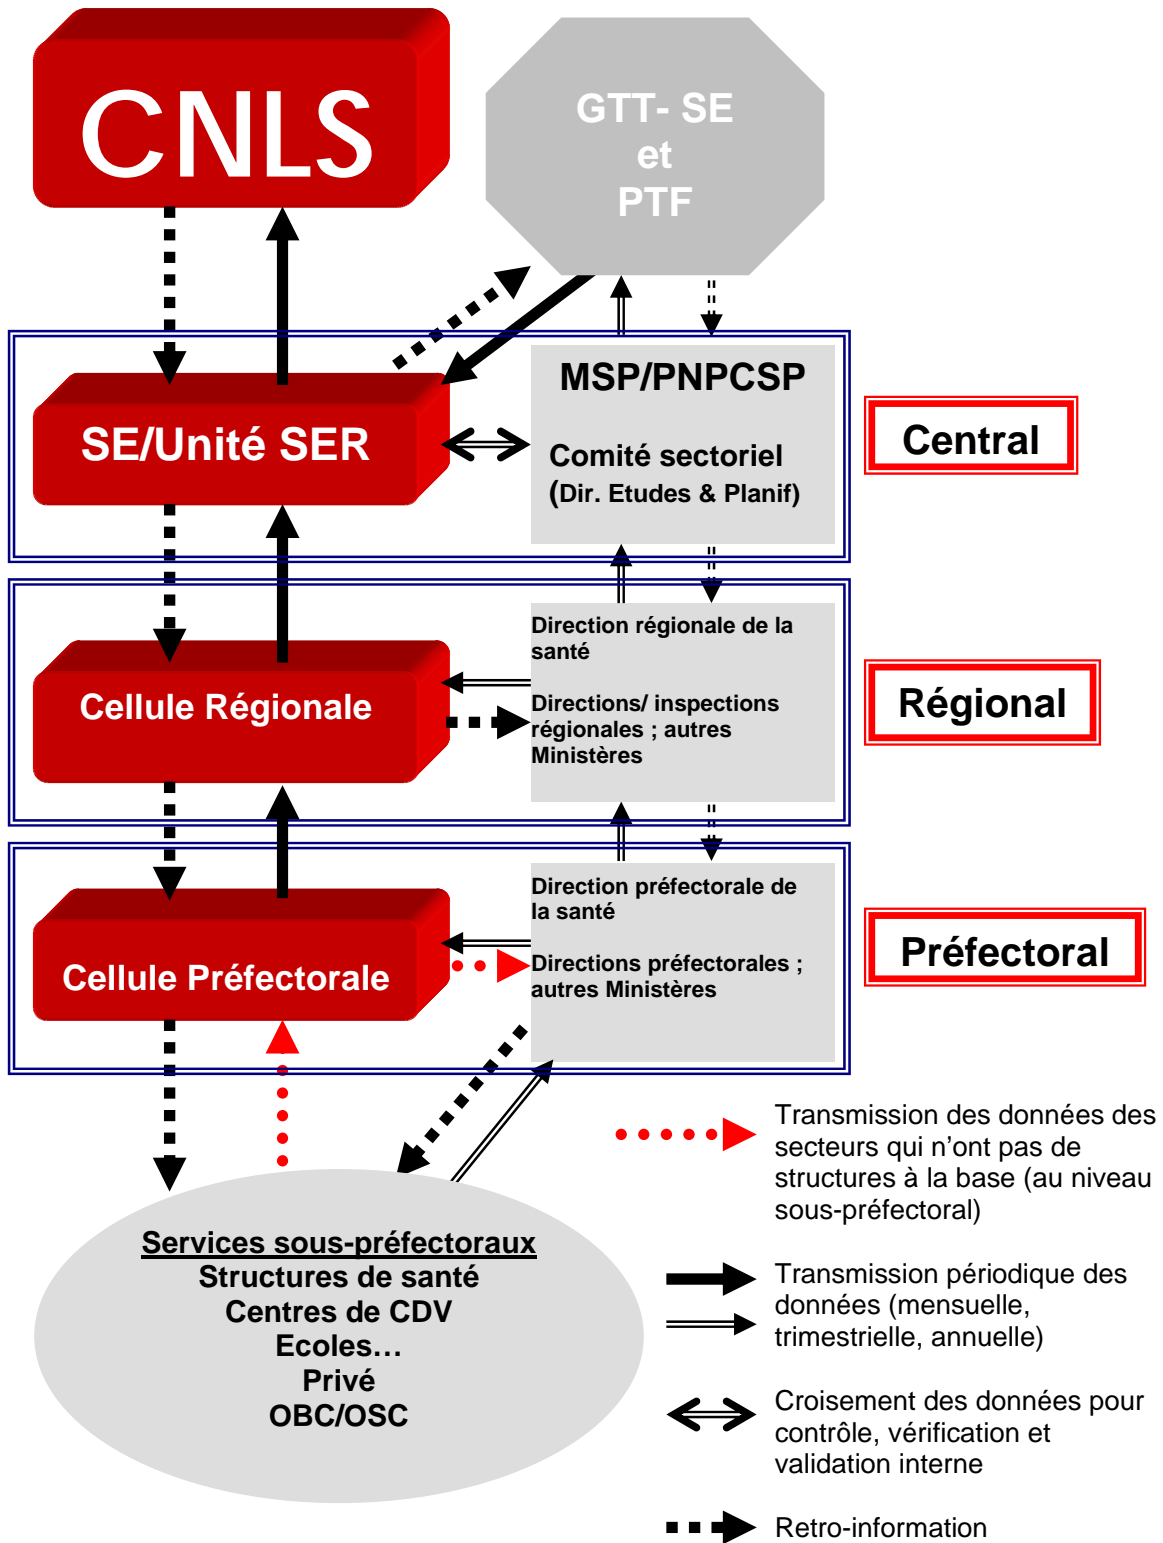 CNLS
GTT- SE
et
PTF
SE/Unité SER
MSP/PNPCSP
Comité sectoriel
(Dir. Etudes & Planif)
Central
Cellule Régionale
Direction régionale de la
santé
Directions/ inspections
régionales ; autres
Ministères
Régional
Cellule Préfectorale
Direction préfectorale de
la santé
Directions préfectorales ;
autres Ministères
Préfectoral
Services sous-préfectoraux
Structures de santé
Centres de CDV
Ecoles…
Privé
OBC/OSC
Transmission des données des
secteurs qui n’ont pas de
structures à la base (au niveau
sous-préfectoral)
Transmission périodique des
données (mensuelle,
trimestrielle, annuelle)
Croisement des données pour
contrôle, vérification et
validation interne
Retro-information